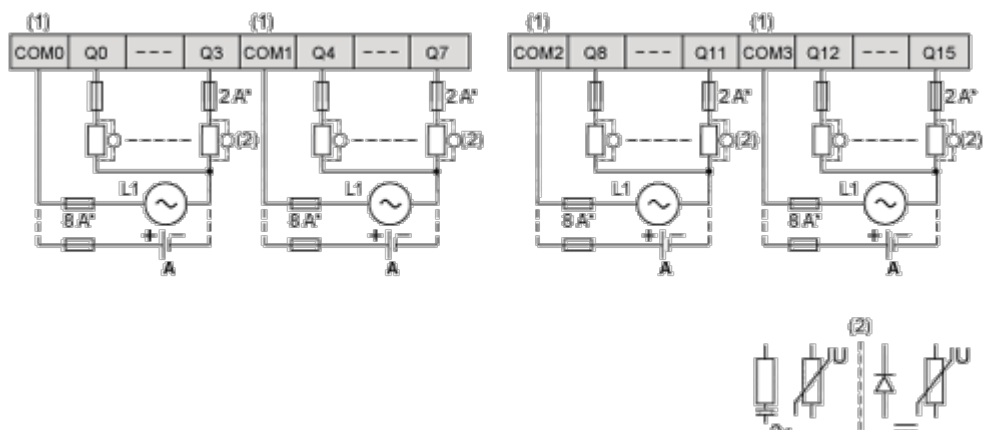 (1) (1) (1) (1)
COM0 Q0 --- Q3 COM1 Q4 --- Q7 COM2 Q8 --- Q11 COM3 Q12 --- Q15
2 A* 2 A* 2 A* 2 A*
(2) (2) (2) (2)
L1 L1 L1 L1
8 A* 8 A* 8 A* 8 A*
+ − + − + − + −
A A A A
(2)
U U